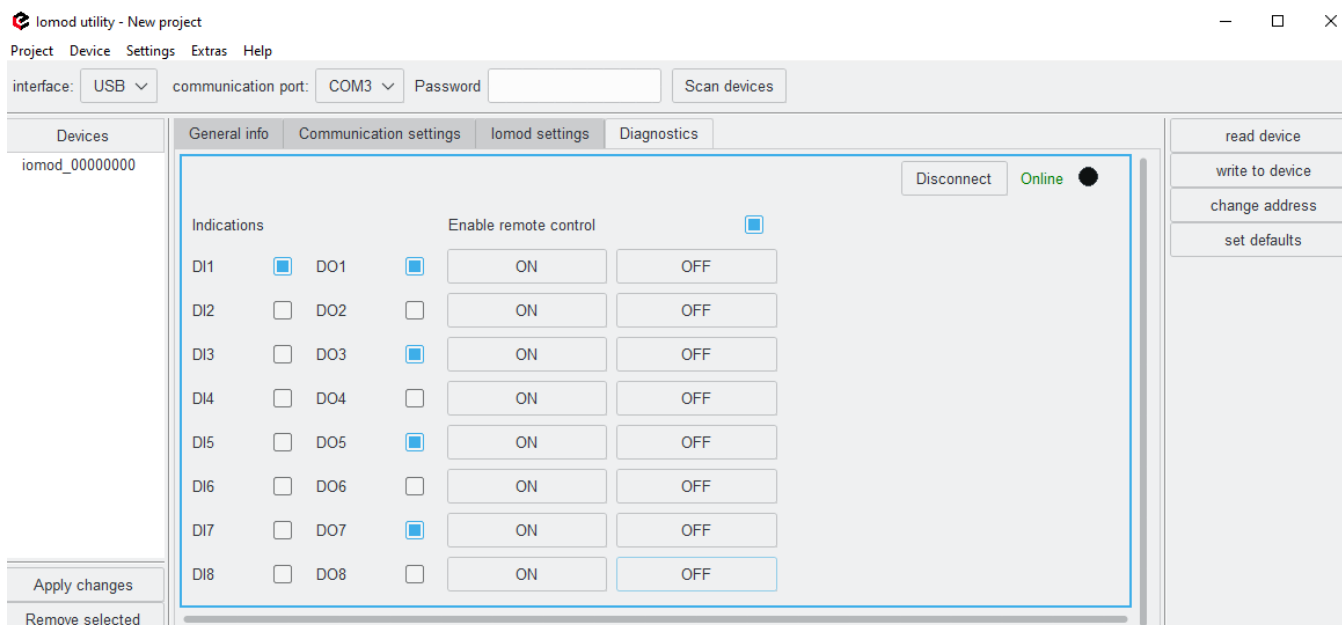 Iomod utility - New project
Project Device Settings Extras Help
interface: USB communication port: COM3 Password Scan devices
Devices General info Communication settings Iomod settings Diagnostics read device
iomod_00000000 Disconnect Online write to device
change address
Indications Enable remote control
set defaults
DI1 DO1 ON OFF
DI2 DO2 ON OFF
DI3 DO3 ON OFF
DI4 DO4 ON OFF
DI5 DO5 ON OFF
DI6 DO6 ON OFF
DI7 DO7 ON OFF
DI8 DO8 ON OFF
Apply changes
Remove selected